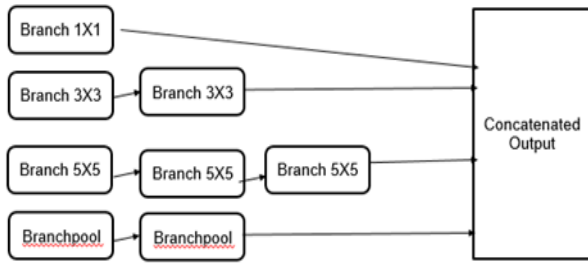 Branch 1X1
Branch 3X3
Branch 3X3
Concatenated
Output
Branch 5X5
Branch 5X5
Branch 5X5
Branchpool
Branchpool